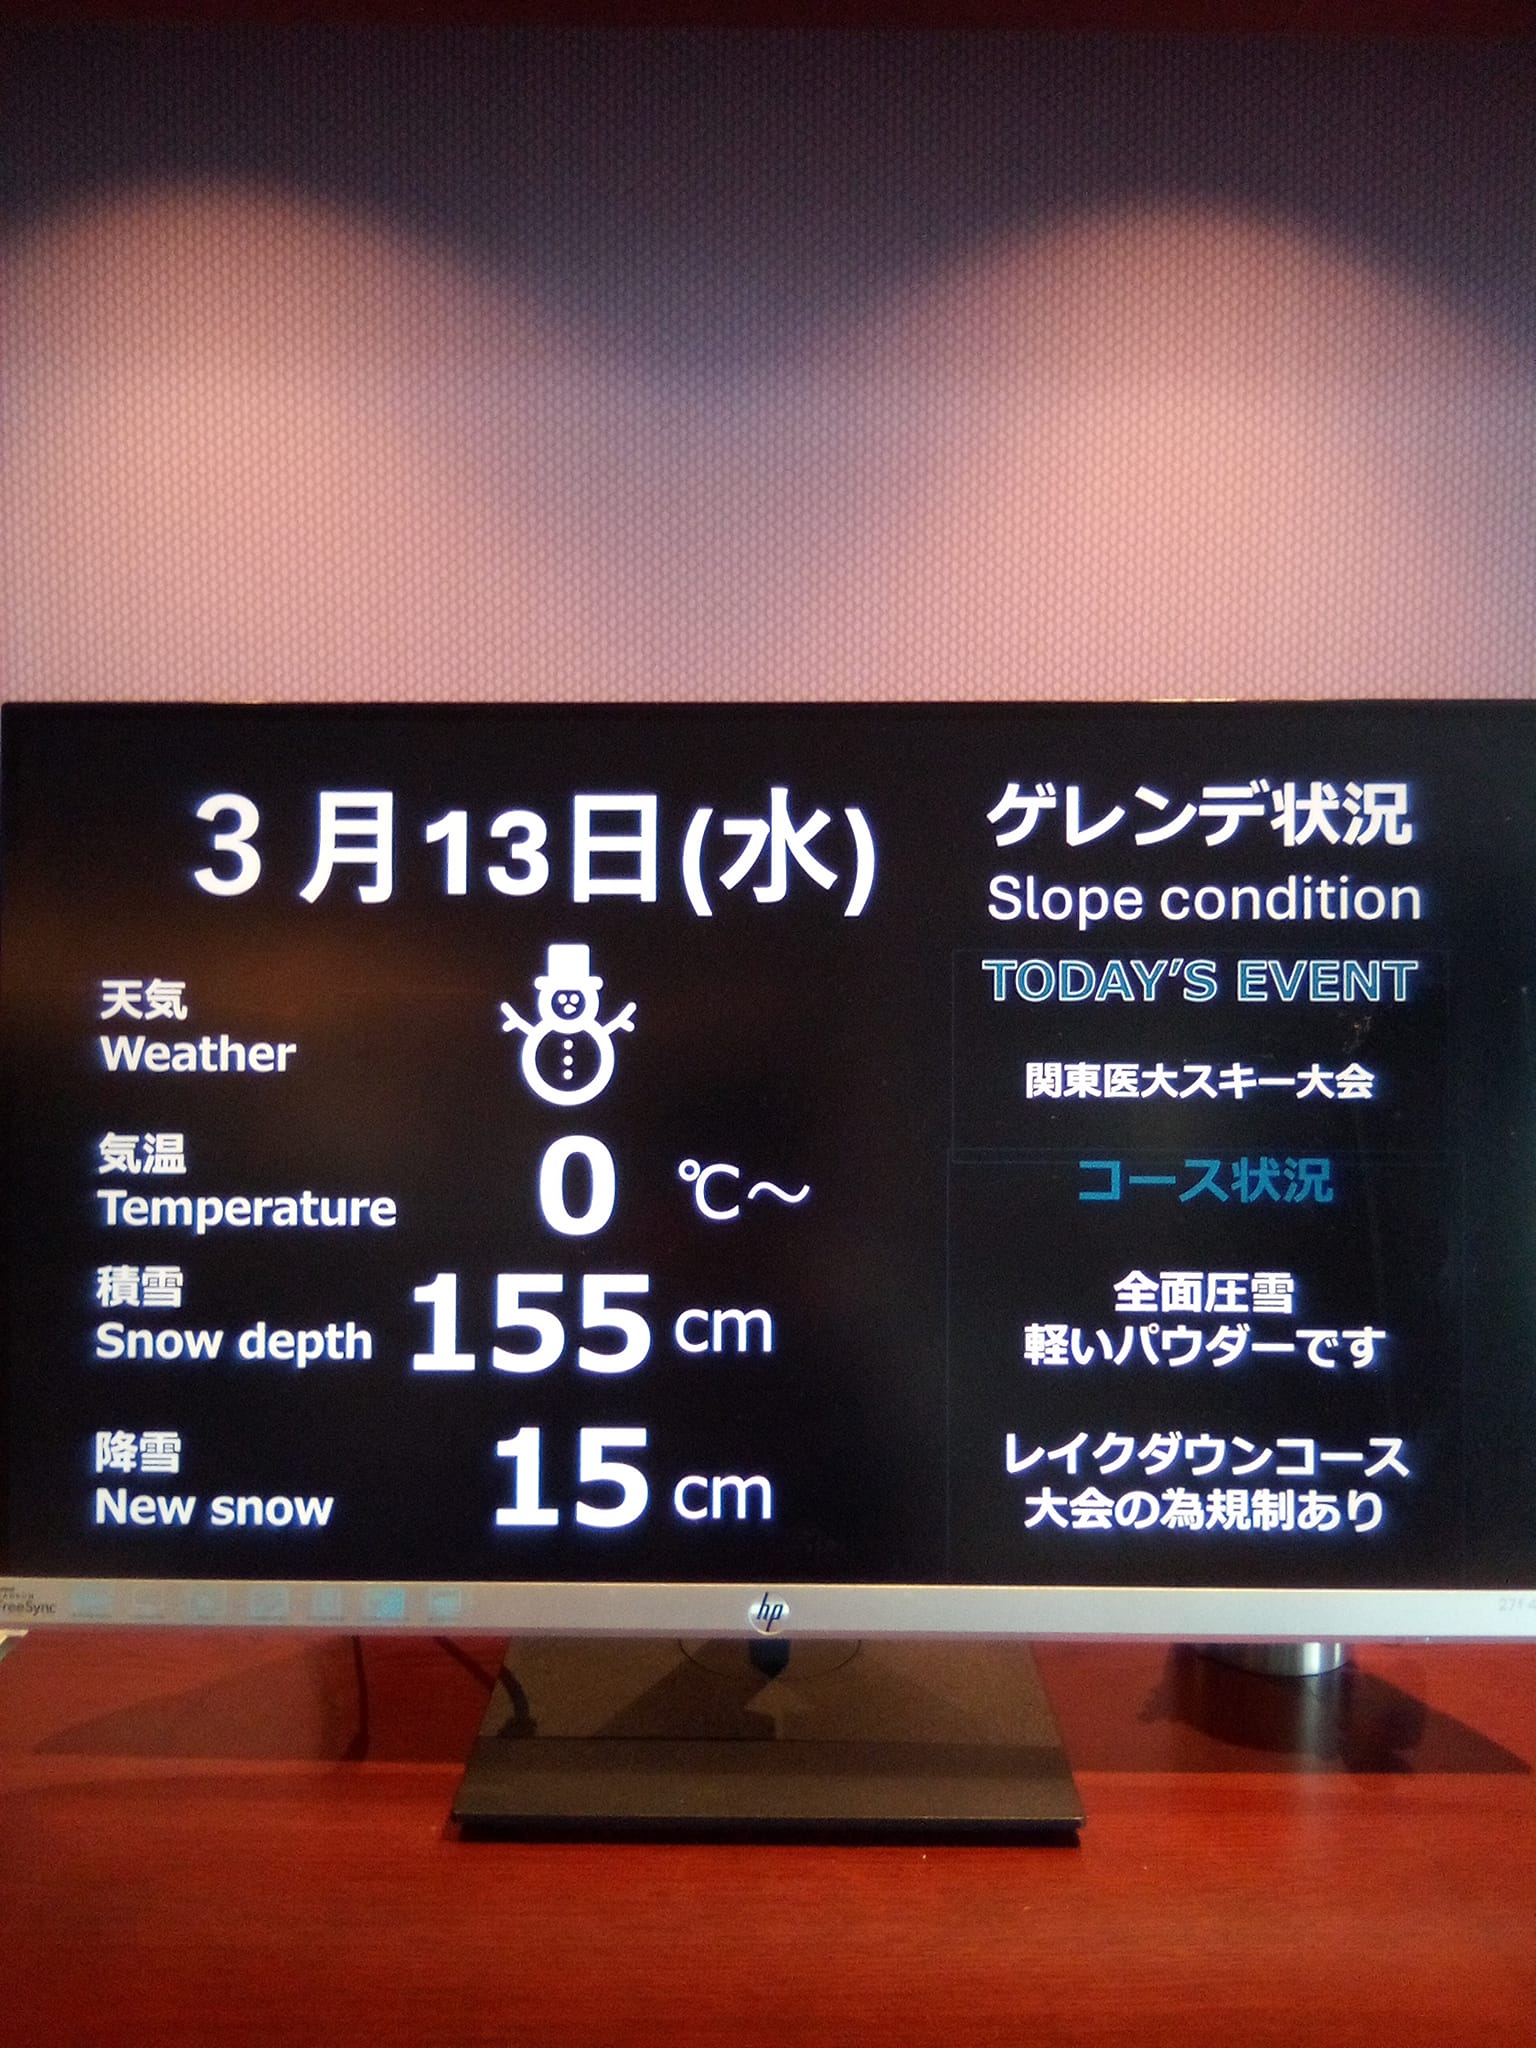 ３月13日(水)
天気
Weather
気温
Temperature
0 ℃～
積雪
Snow depth
155 cm
降雪
New snow
15 cm
ゲレンデ状況
Slope condition
TODAY’S EVENT
関東医大スキー大会
コース状況
全面圧雪
軽いパウダーです
レイクダウンコース
大会の為規制あり
FreeSync
hp